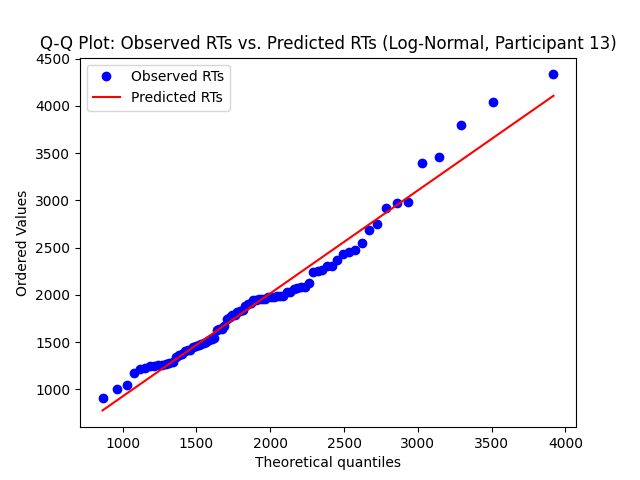 Q-Q Plot: Observed RTs vs. Predicted RTs (Log-Normal, Participant 13)
Observed RTs
Predicted RTs
4500
4000
3500
3000
2500
2000
1500
1000
Ordered Values
1000 1500 2000 2500 3000 3500 4000
Theoretical quantiles